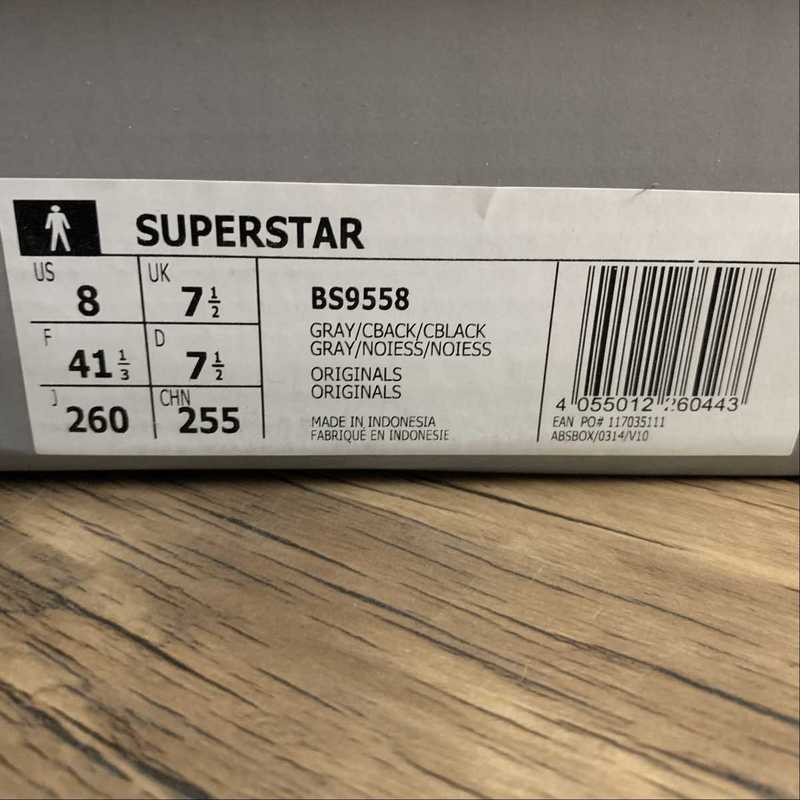 SUPERSTAR
US 8
UK 7 1/2
F 41 1/3
D 7 1/2
J 260
CHN 255
BS9558
GRAY/CBACK/CBLACK
GRAY/NOIESS/NOIESS
ORIGINALS
ORIGINALS
MADE IN INDONESIA
FABRIQUÉ EN INDONESIE
4 055012 260443
EAN PO# 117035111
ABSBOX/0314/V10